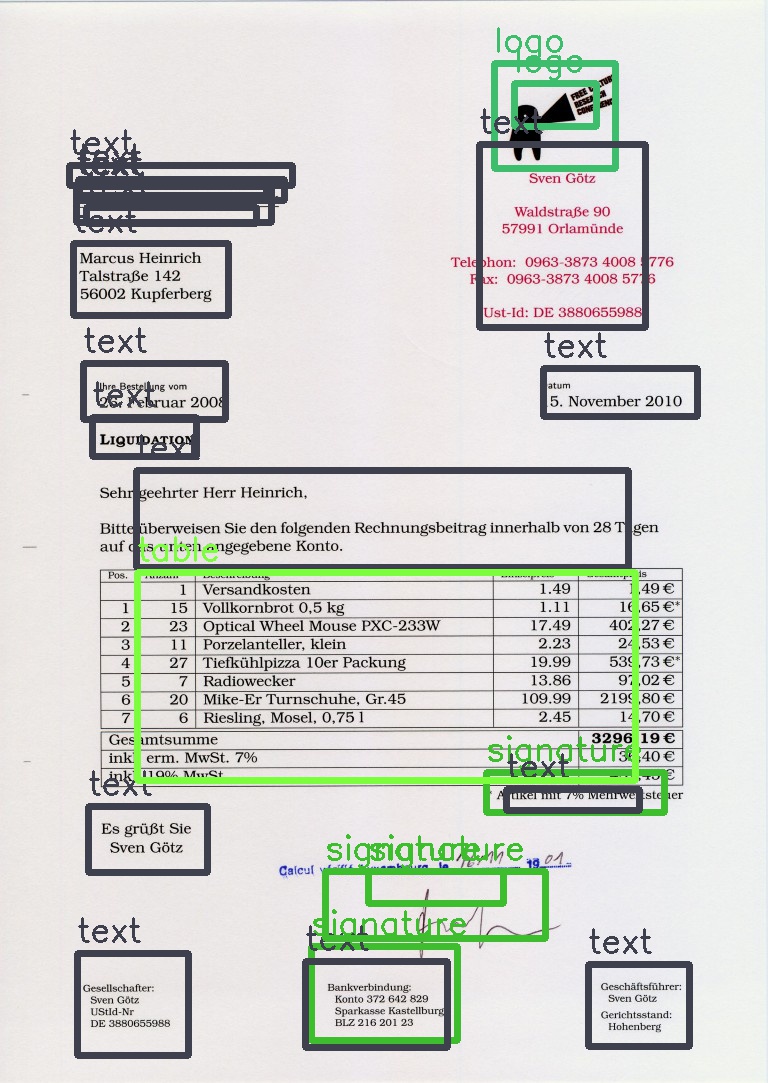 logo
logo
text
text
text
text
text
Sven Götz
Waldstraße 90
57991 Orlamünde
Telephon: 0963-3873 4008 5776
Fax: 0963-3873 4008 5776
Ust-Id: DE 3880655988
Marcus Heinrich
Talstraße 142
56002 Kupferberg
text
text
Ihre Bestellung vom
26. Februar 2008
atum
5. November 2010
text
LIQUIDATION
text
Sehr geehrter Herr Heinrich,
Bitte überweisen Sie den folgenden Rechnungsbeitrag innerhalb von 28 Tagen
auf das unten angegebene Konto.
table
Pos. Anzahl Beschreibung Einzelpreis Gesamtpreis
1 Versandkosten 1.49 1,49 €
1 15 Vollkornbrot 0,5 kg 1.11 16,65 €*
2 23 Optical Wheel Mouse PXC-233W 17.49 402,27 €
3 11 Porzelanteller, klein 2.23 24,53 €
4 27 Tiefkühlpizza 10er Packung 19.99 539,73 €*
5 7 Radiowecker 13.86 97,02 €
6 20 Mike-Er Turnschuhe, Gr.45 109.99 2199,80 €
7 6 Riesling, Mosel, 0,75 l 2.45 14,70 €
Gesamtsumme 3296,19 €
inkl. erm. MwSt. 7% €
inkl. 19% MwSt. €
signature
text
* Artikel mit 7% Mehrwertsteuer
text
Es grüßt Sie
Sven Götz
signature
signature
Calcul le 19 01
signature
text
text
text
Gesellschafter:
Sven Götz
UStId-Nr
DE 3880655988
Bankverbindung:
Konto 372 642 829
Sparkasse Kastellburg
BLZ 216 201 23
Geschäftsführer:
Sven Götz
Gerichtsstand:
Hohenberg